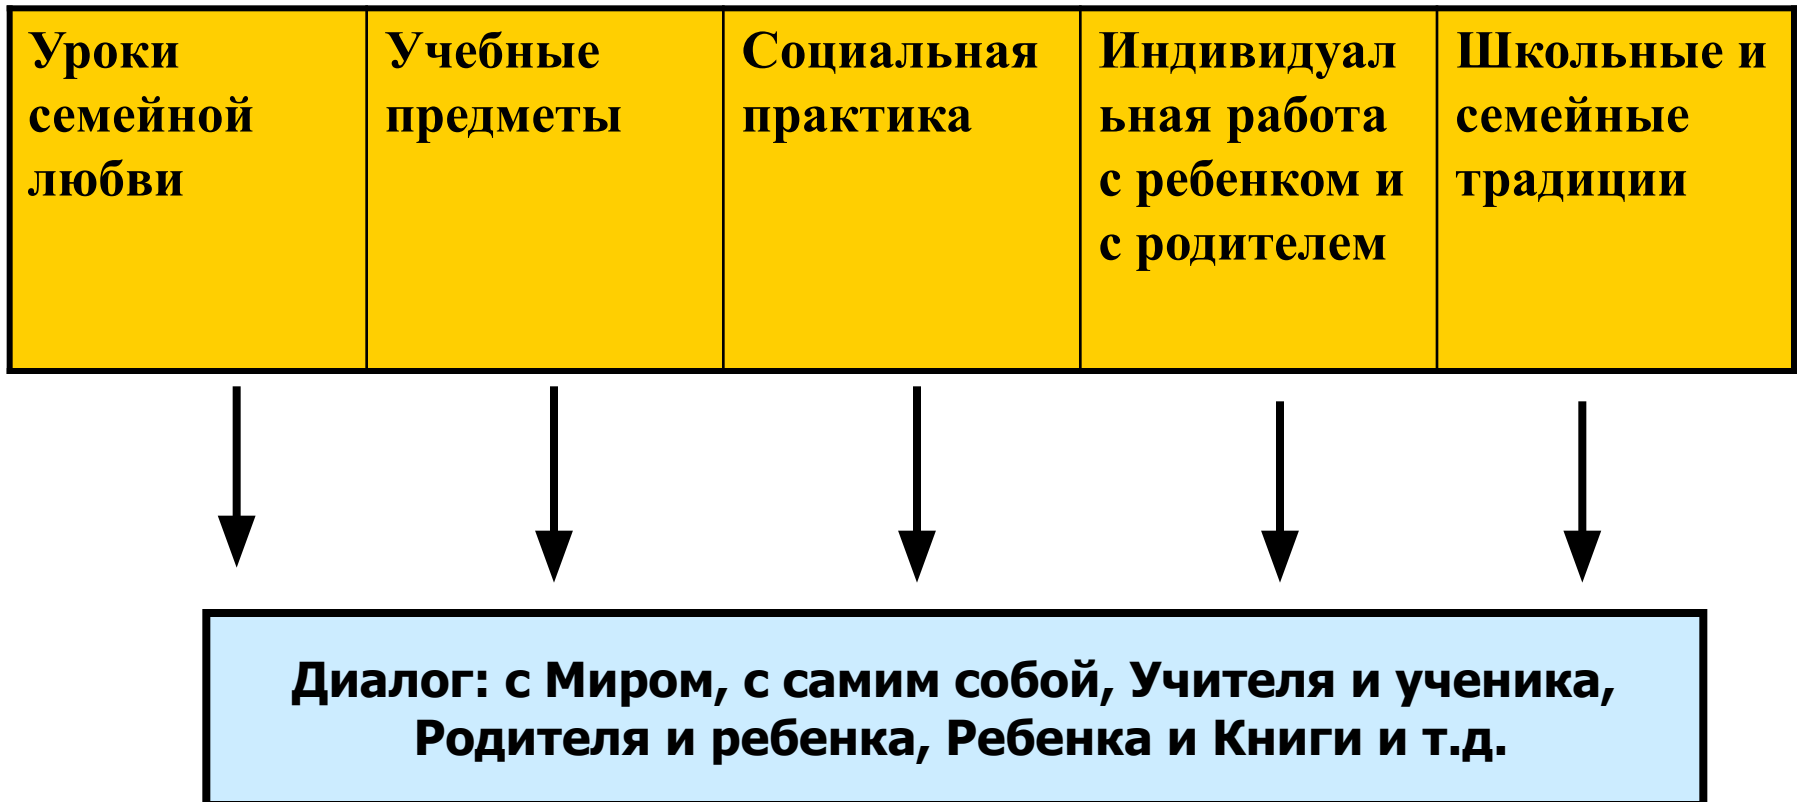 Уроки
семейной
любви
Учебные
предметы
Социальная
практика
Индивидуал
ьная работа
с ребенком и
с родителем
Школьные и
семейные
традиции
Диалог: с Миром, с самим собой, Учителя и ученика,
Родителя и ребенка, Ребенка и Книги и т.д.